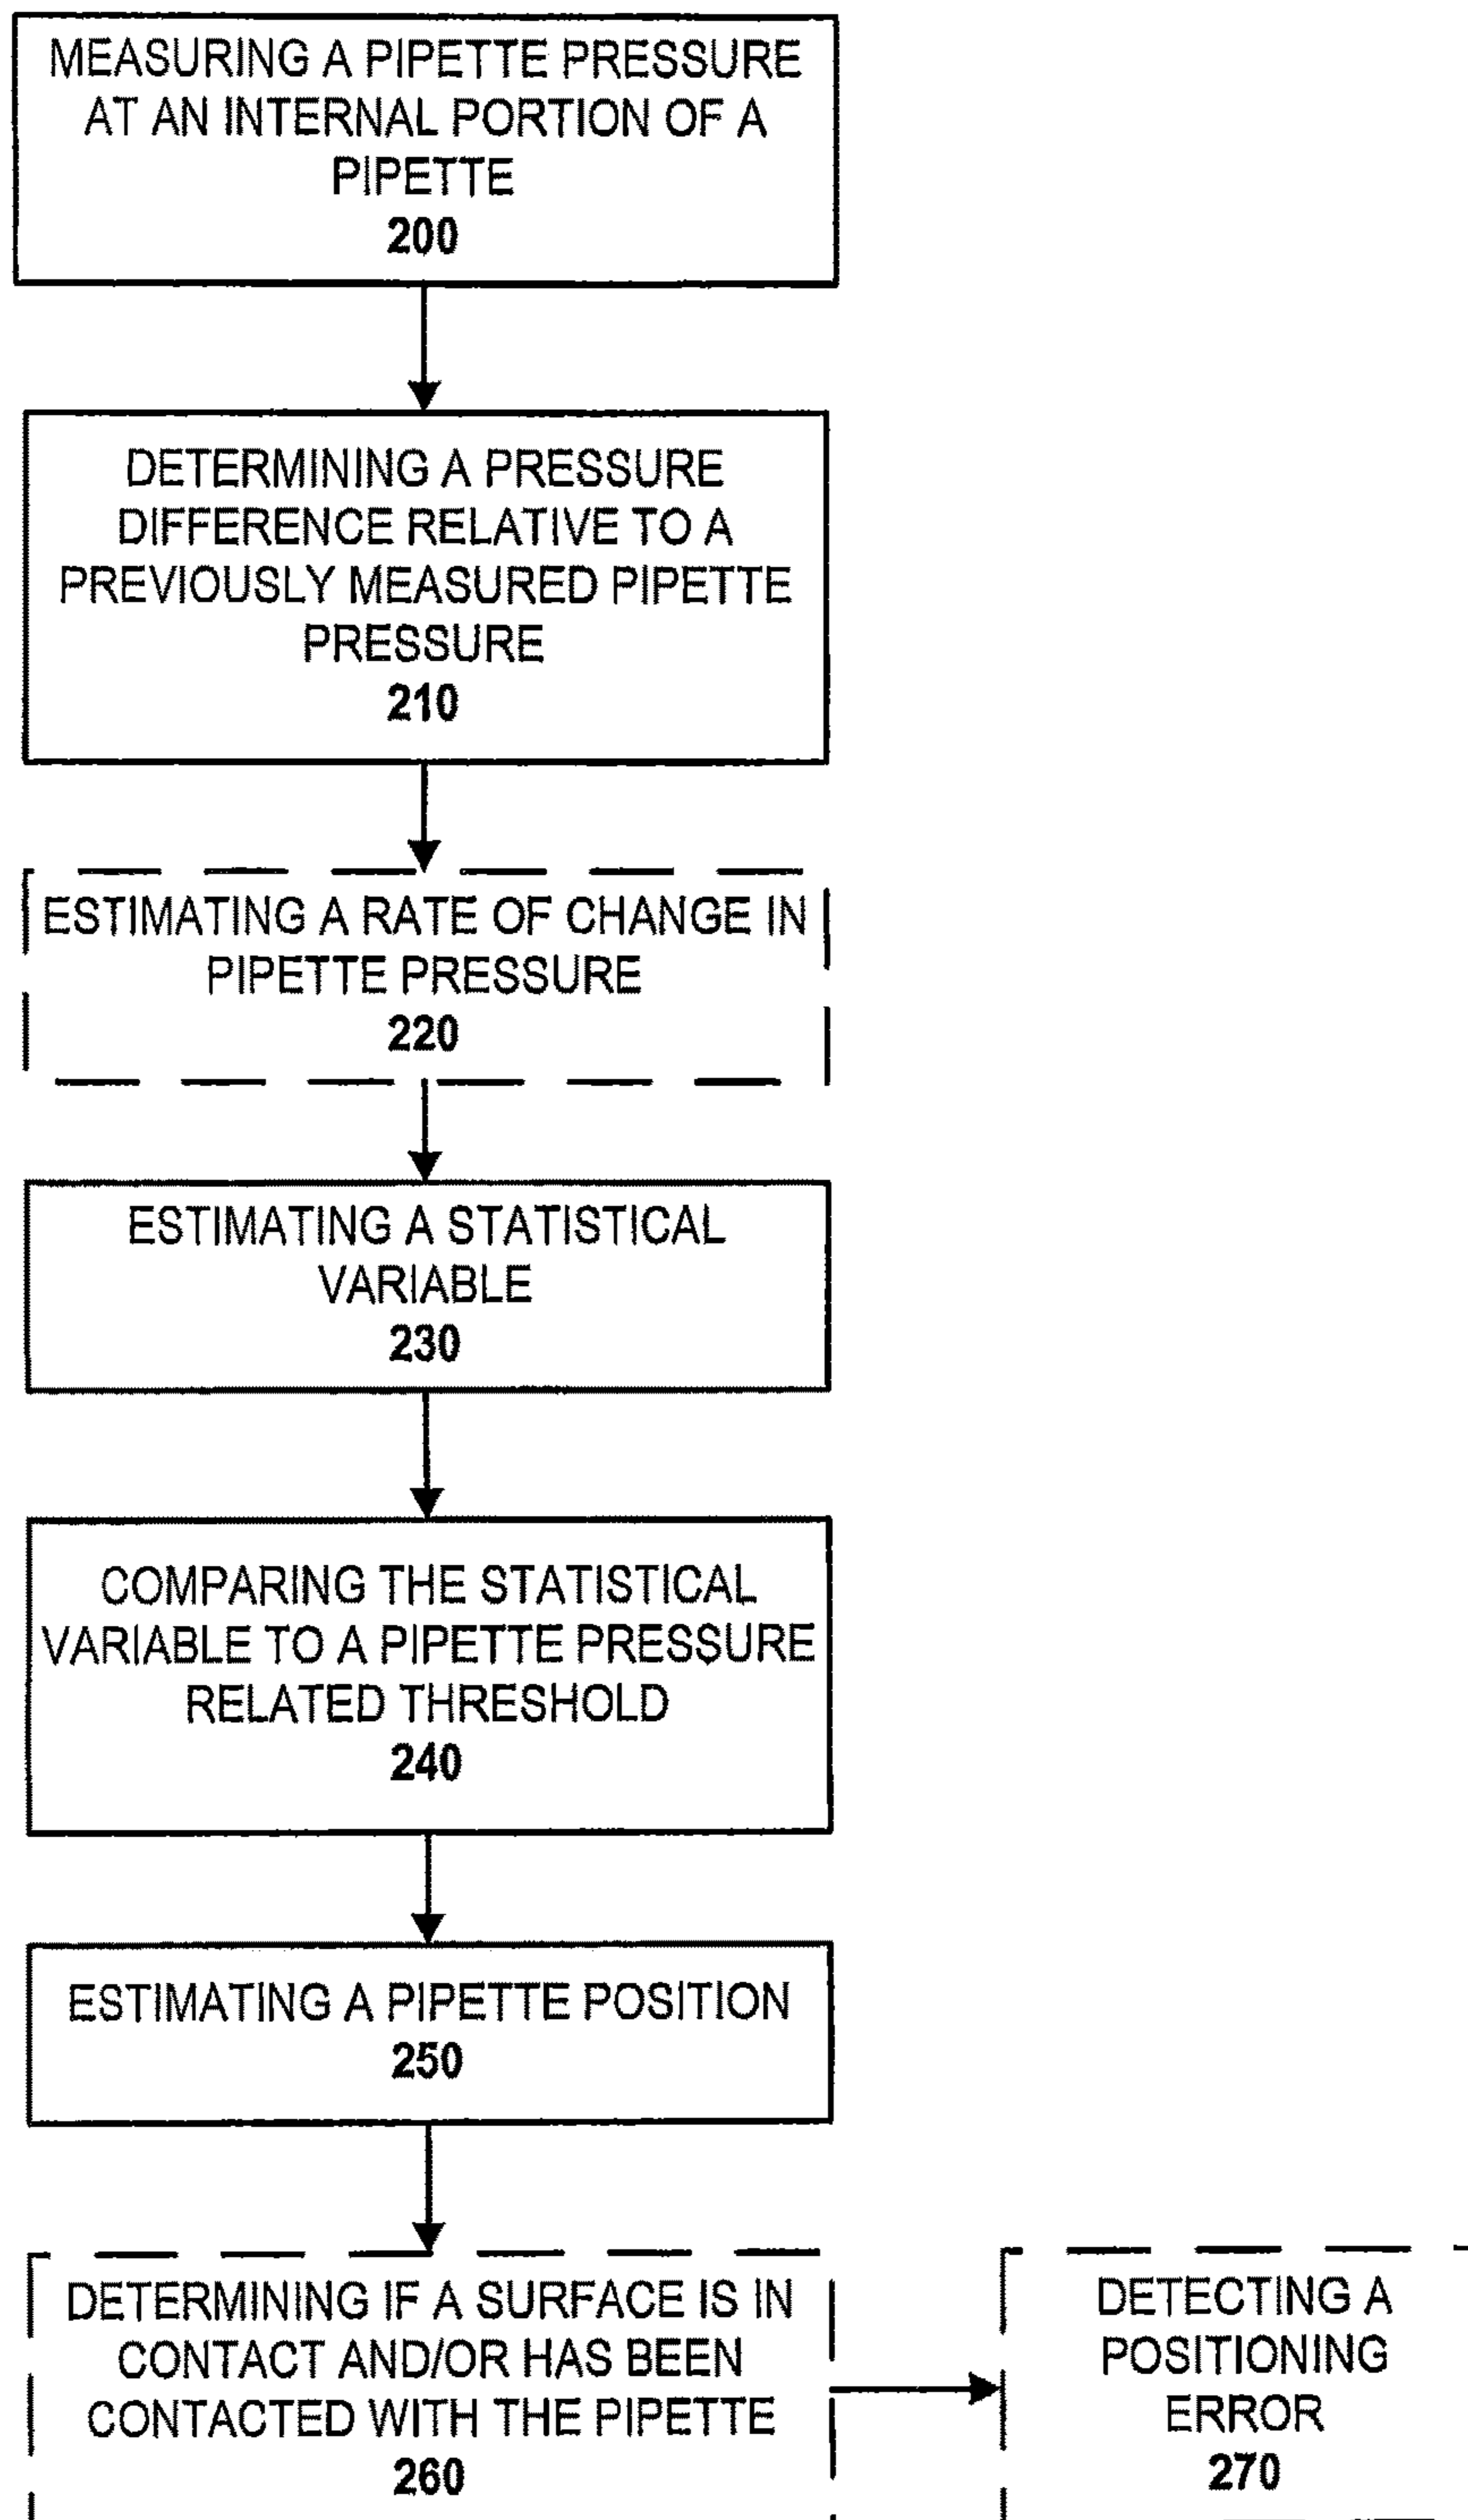 MEASURING A PIPETTE PRESSURE
AT AN INTERNAL PORTION OF A
PIPETTE
200
DETERMINING A PRESSURE
DIFFERENCE RELATIVE TO A
PREVIOUSLY MEASURED PIPETTE
PRESSURE
210
ESTIMATING A RATE OF CHANGE IN
PIPETTE PRESSURE
220
ESTIMATING A STATISTICAL
VARIABLE
230
COMPARING THE STATISTICAL
VARIABLE TO A PIPETTE PRESSURE
RELATED THRESHOLD
240
ESTIMATING A PIPETTE POSITION
250
DETERMINING IF A SURFACE IS IN
CONTACT AND/OR HAS BEEN
CONTACTED WITH THE PIPETTE
260
DETECTING A
POSITIONING
ERROR
270